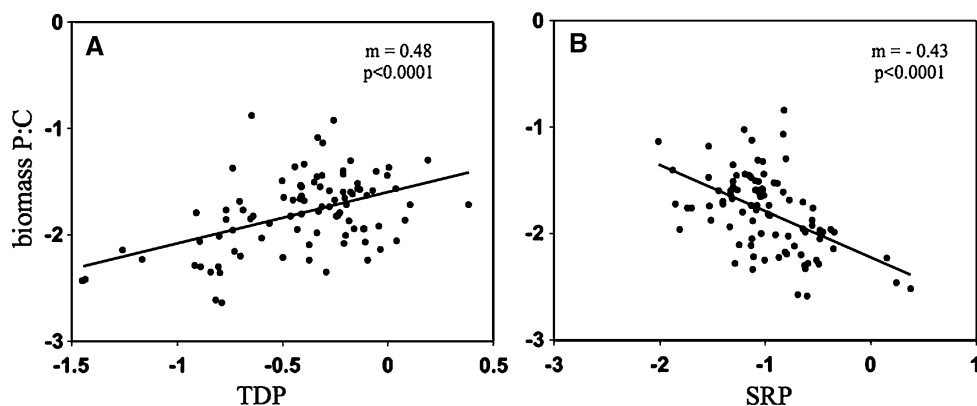 A
m = 0.48
p<0.0001
0
-1
-2
-3
biomass P:C
-1.5
-1
-0.5
0
0.5
TDP
B
m = - 0.43
p<0.0001
0
-1
-2
-3
-3
-2
-1
0
1
SRP